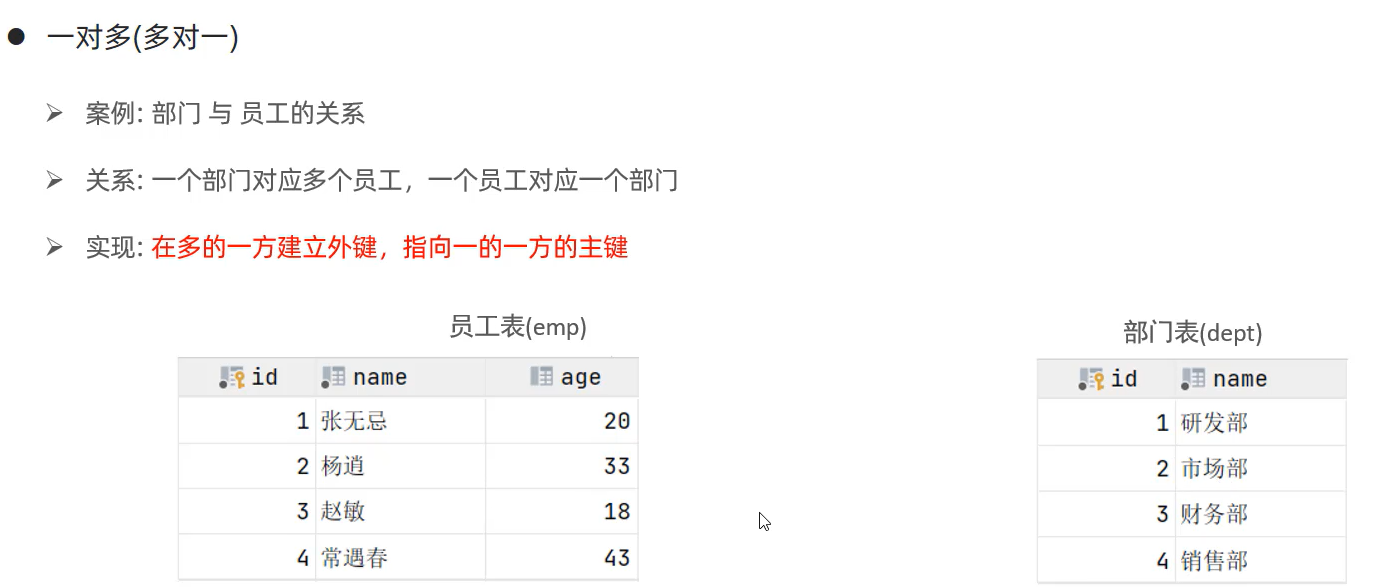 一对多(多对一)
案例: 部门 与 员工的关系
关系: 一个部门对应多个员工，一个员工对应一个部门
实现: 在多的一方建立外键，指向一的一方的主键
员工表(emp)
id name age
1 张无忌 20
2 杨逍 33
3 赵敏 18
4 常遇春 43
部门表(dept)
id name
1 研发部
2 市场部
3 财务部
4 销售部